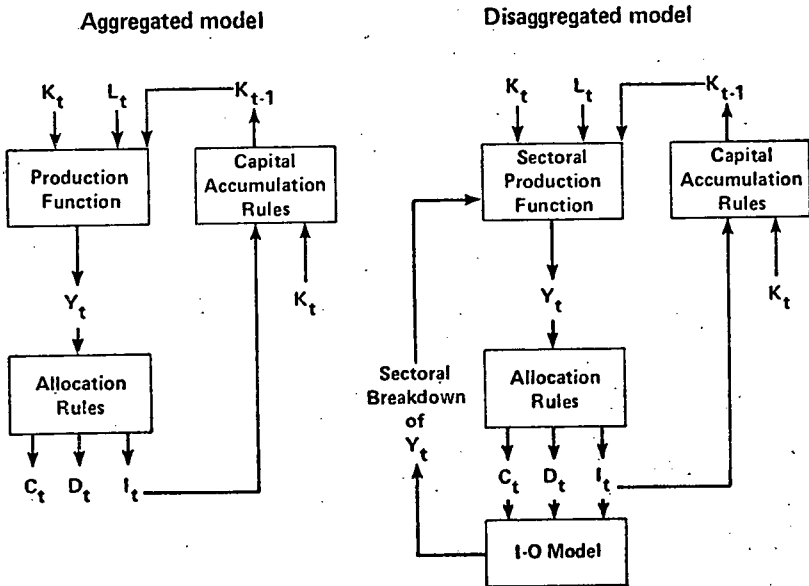 Aggregated model
K_t L_t K_t-1
Production
Function
Capital
Accumulation
Rules
Y_t
K_t
Allocation
Rules
C_t D_t I_t
Disaggregated model
K_t L_t K_t-1
Sectoral
Production
Function
Capital
Accumulation
Rules
Y_t
K_t
Sectoral
Breakdown
of
Y_t
Allocation
Rules
C_t D_t I_t
I-O Model